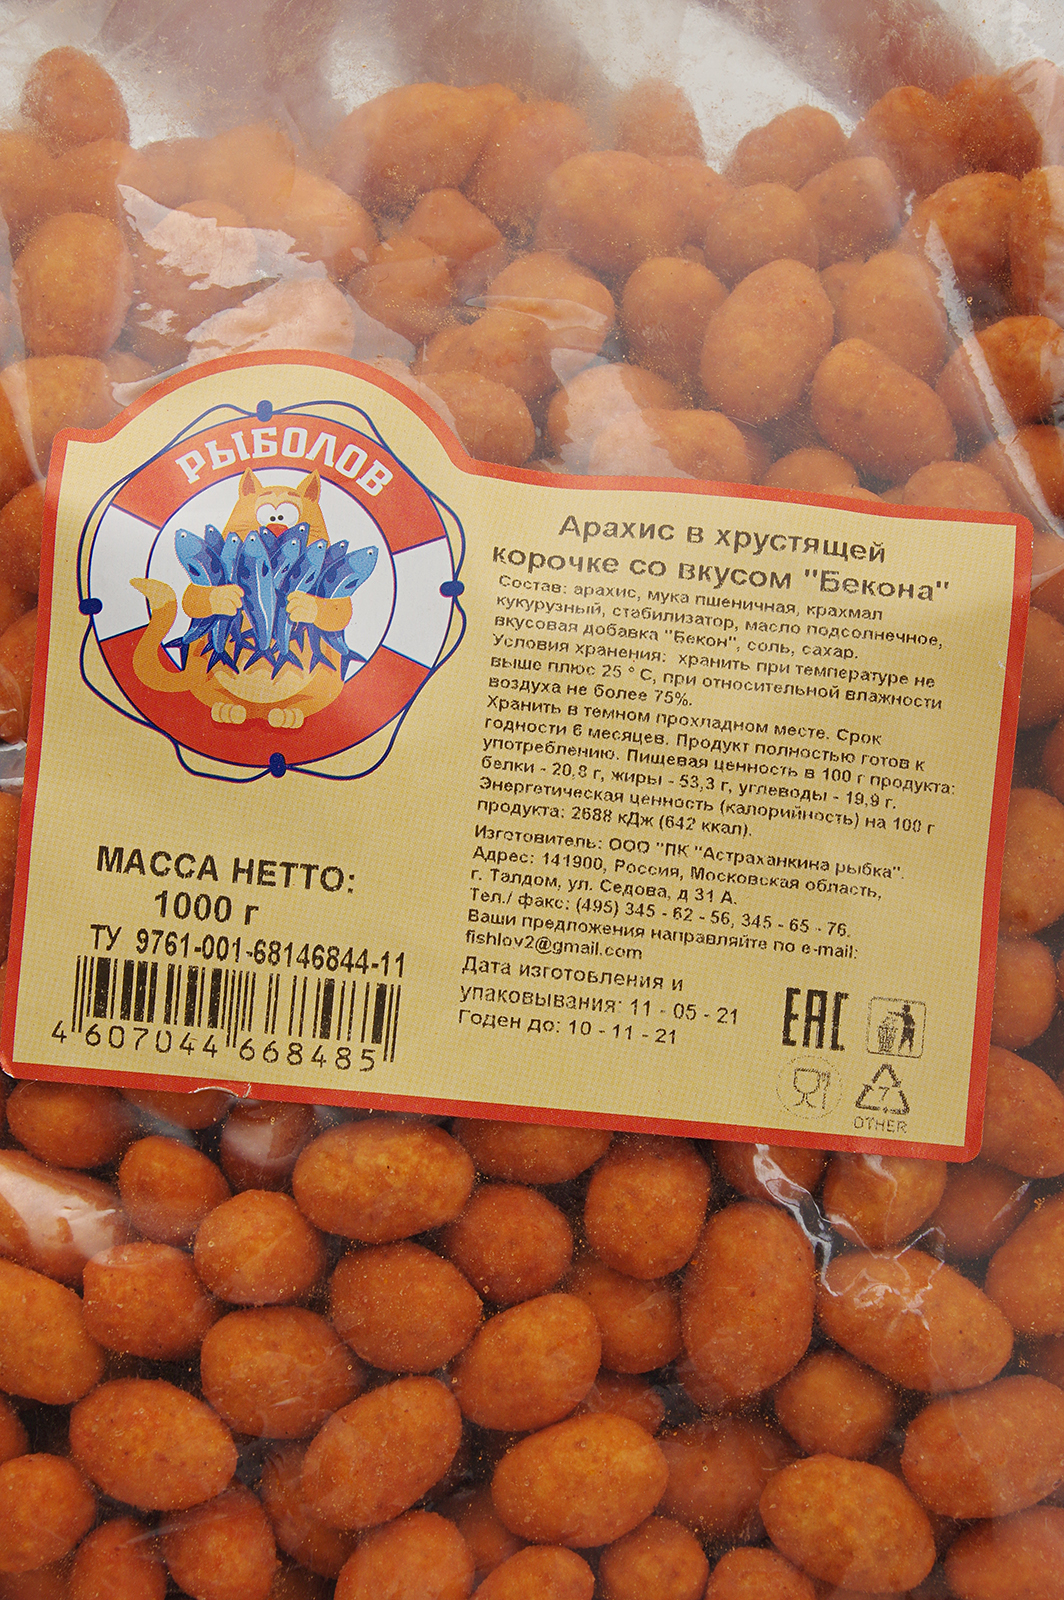 РЫБОЛОВ
Арахис в хрустящей
корочке со вкусом "Бекона"
Состав: арахис, мука пшеничная, крахмал
кукурузный, стабилизатор, масло подсолнечное,
вкусовая добавка "Бекон", соль, сахар.
Условия хранения: хранить при температуре не
выше плюс 25 ° С, при относительной влажности
воздуха не более 75%.
Хранить в темном прохладном месте. Срок
годности 6 месяцев. Продукт полностью готов к
употреблению. Пищевая ценность в 100 г продукта:
белки - 20,8 г, жиры - 53,3 г, углеводы - 19,9 г.
Энергетическая ценность (калорийность) на 100 г
продукта: 2688 кДж (642 ккал).
Изготовитель: ООО "ПК "Астраханкина рыбка".
Адрес: 141900, Россия, Московская область,
г. Талдом, ул. Седова, д 31 А.
Тел./ факс: (495) 345 - 62 - 56, 345 - 65 - 76.
Ваши предложения направляйте по e-mail:
fishlov2@gmail.com
Дата изготовления и
упаковывания: 11 - 05 - 21
Годен до: 10 - 11 - 21
МАССА НЕТТО:
1000 г
ТУ 9761-001-68146844-11
4 607044 668485
EAC
7
OTHER